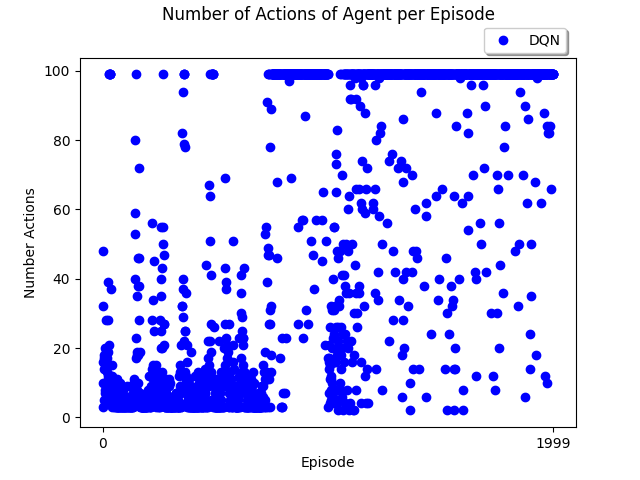 Number of Actions of Agent per Episode
DQN
100
80
60
40
20
0
Number Actions
0
1999
Episode